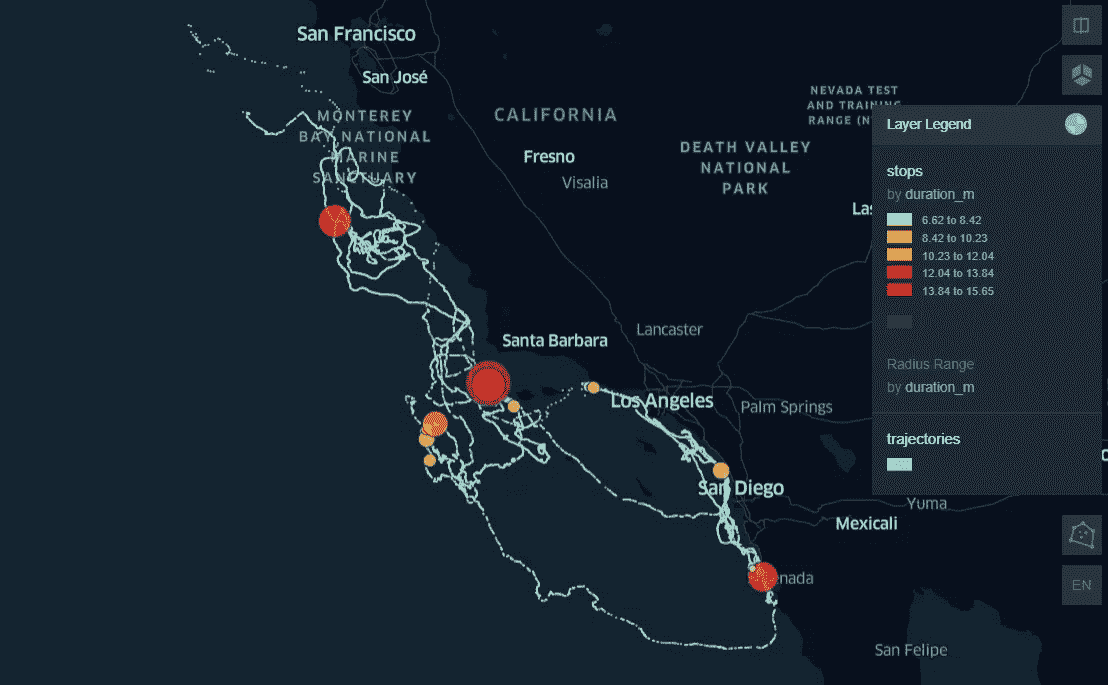 San Francisco
San José
MONTEREY
BAY NATIONAL
MARINE
SANCTUARY
CALIFORNIA
Fresno
Visalia
DEATH VALLEY
NATIONAL
PARK
NEVADA TEST
AND TRAINING
RANGE (N
Las
Santa Barbara
Lancaster
Los Angeles
Palm Springs
San Diego
Yuma
Mexicali
nada
San Felipe
Layer Legend
stops
by duration_m
6.62 to 8.42
8.42 to 10.23
10.23 to 12.04
12.04 to 13.84
13.84 to 15.65
Radius Range
by duration_m
trajectories
EN